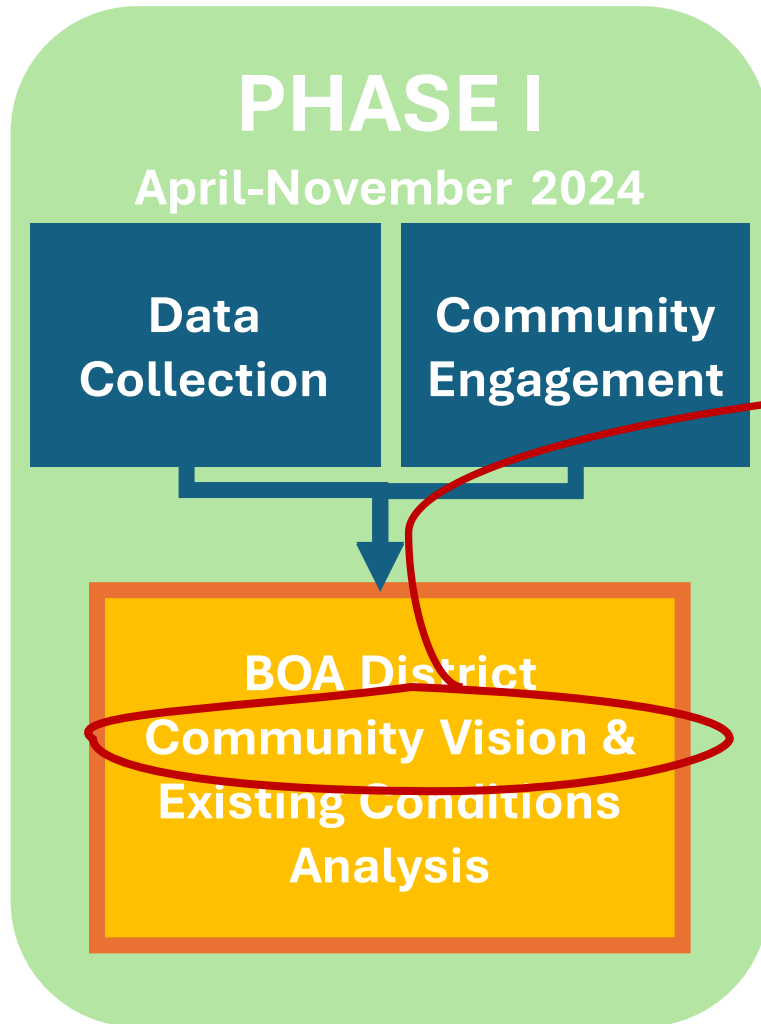 PHASE I
April-November 2024
Data
Collection
Community
Engagement
BOA District
Community Vision &
Existing Conditions
Analysis